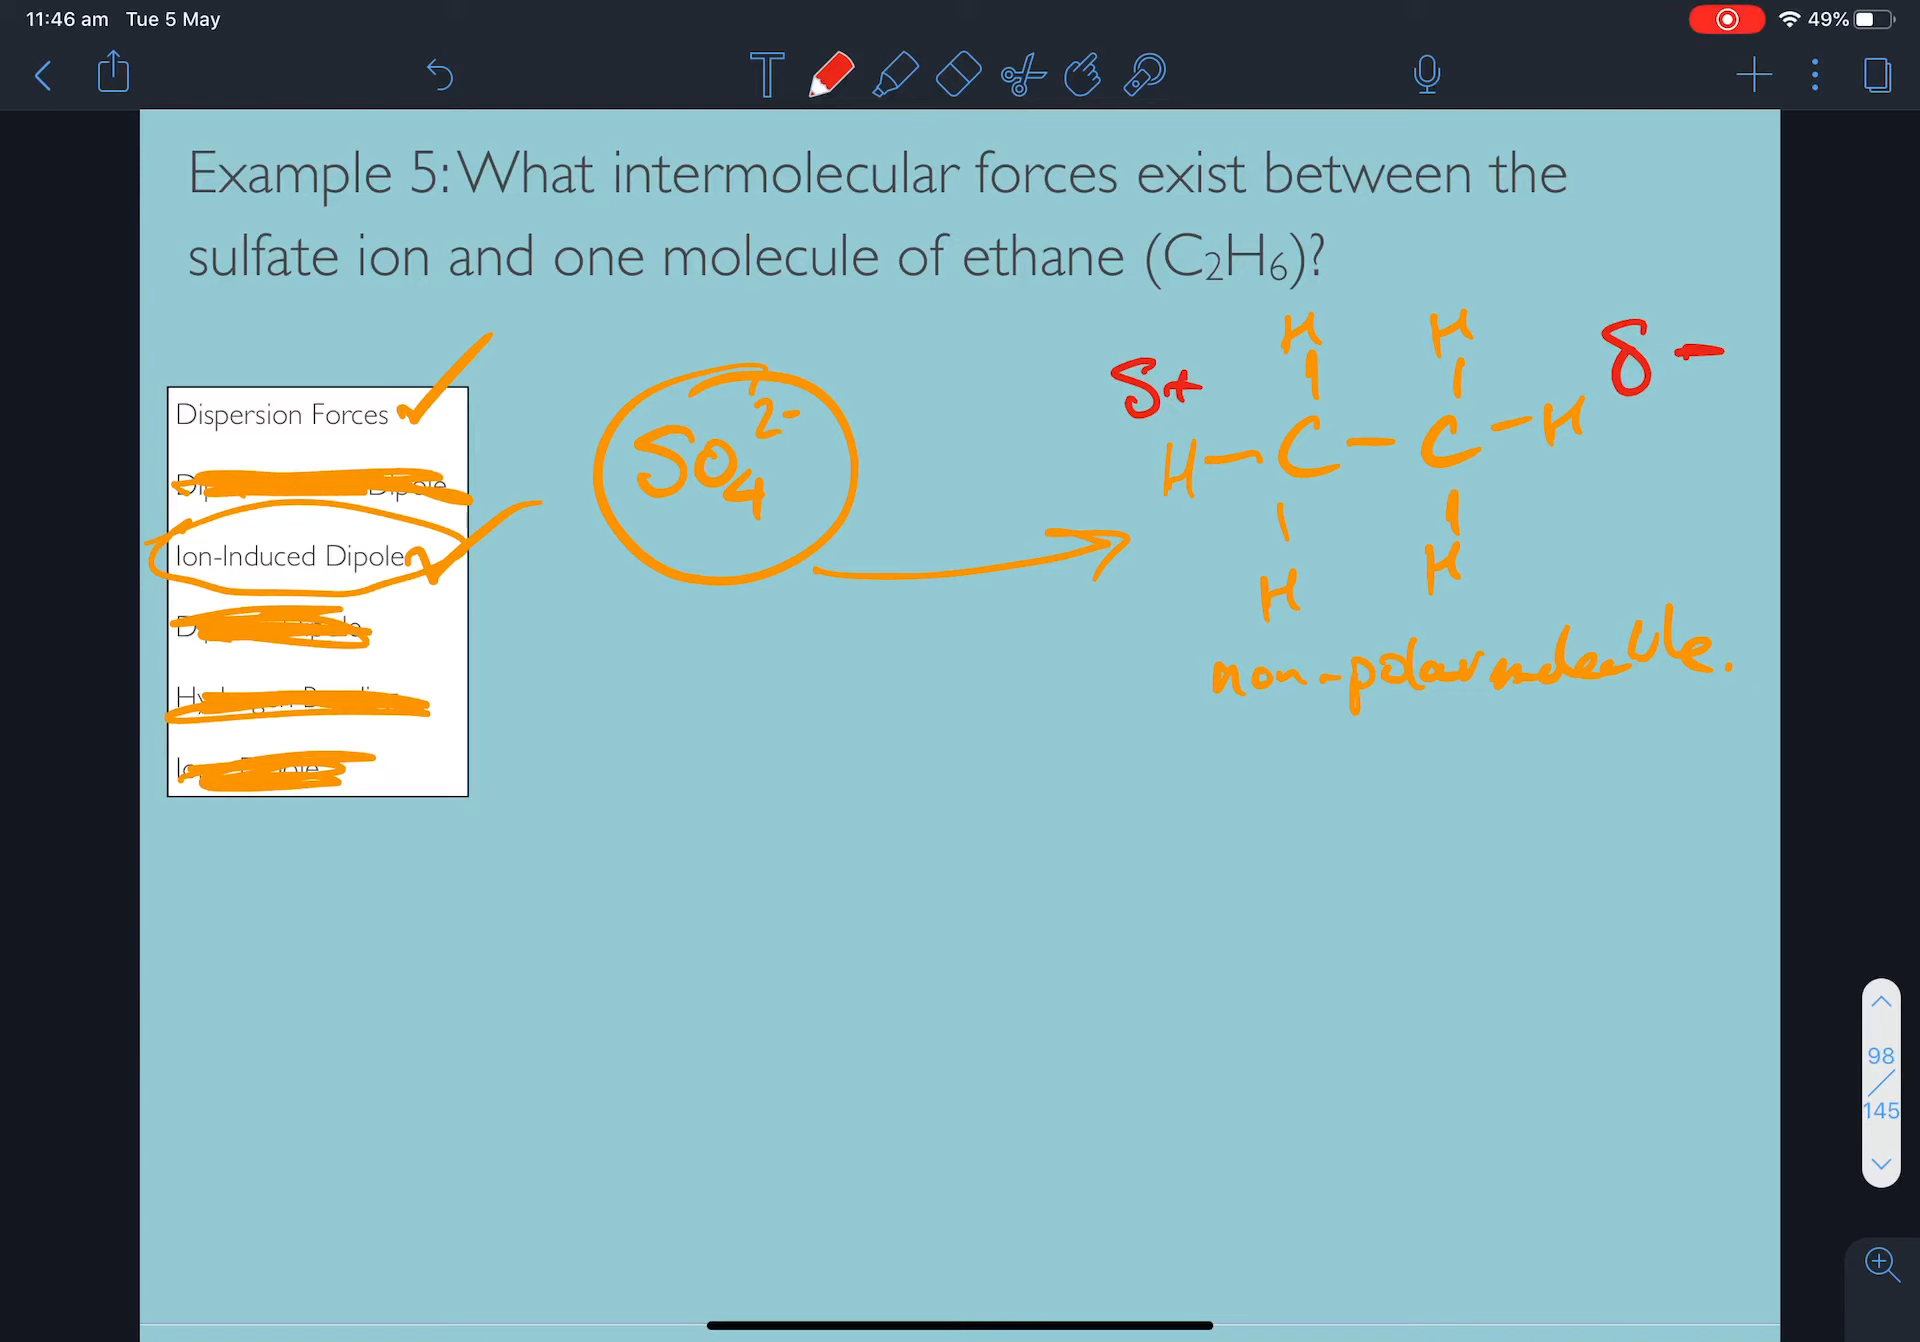 11:46 am Tue 5 May
49%
T
Example 5: What intermolecular forces exist between the
sulfate ion and one molecule of ethane (C₂H₆)?
Dispersion Forces
Dipole
Ion-Induced Dipole
SO₄²⁻
δ+
δ-
H H
H-C-C-H
H H
non-polar molecule.
98
145